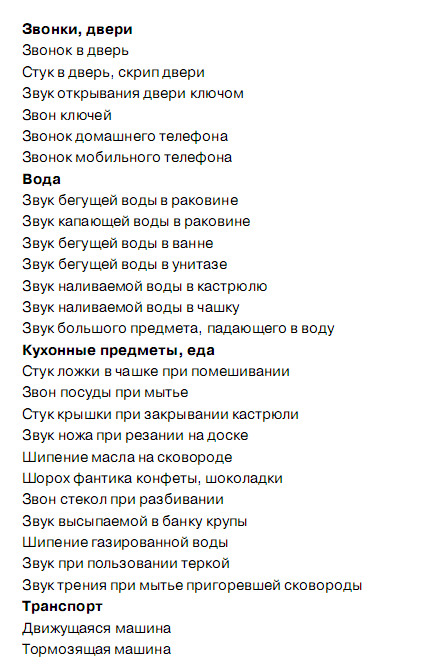 Звонки, двери
Звонок в дверь
Стук в дверь, скрип двери
Звук открывания двери ключом
Звон ключей
Звонок домашнего телефона
Звонок мобильного телефона
Вода
Звук бегущей воды в раковине
Звук капающей воды в раковине
Звук бегущей воды в ванне
Звук бегущей воды в унитазе
Звук наливаемой воды в кастрюлю
Звук наливаемой воды в чашку
Звук большого предмета, падающего в воду
Кухонные предметы, еда
Стук ложки в чашке при помешивании
Звон посуды при мытье
Стук крышки при закрывании кастрюли
Звук ножа при резании на доске
Шипение масла на сковороде
Шорох фантика конфеты, шоколадки
Звон стекол при разбивании
Звук высыпаемой в банку крупы
Шипение газированной воды
Звук при пользовании теркой
Звук трения при мытье пригоревшей сковороды
Транспорт
Движущаяся машина
Тормозящая машина